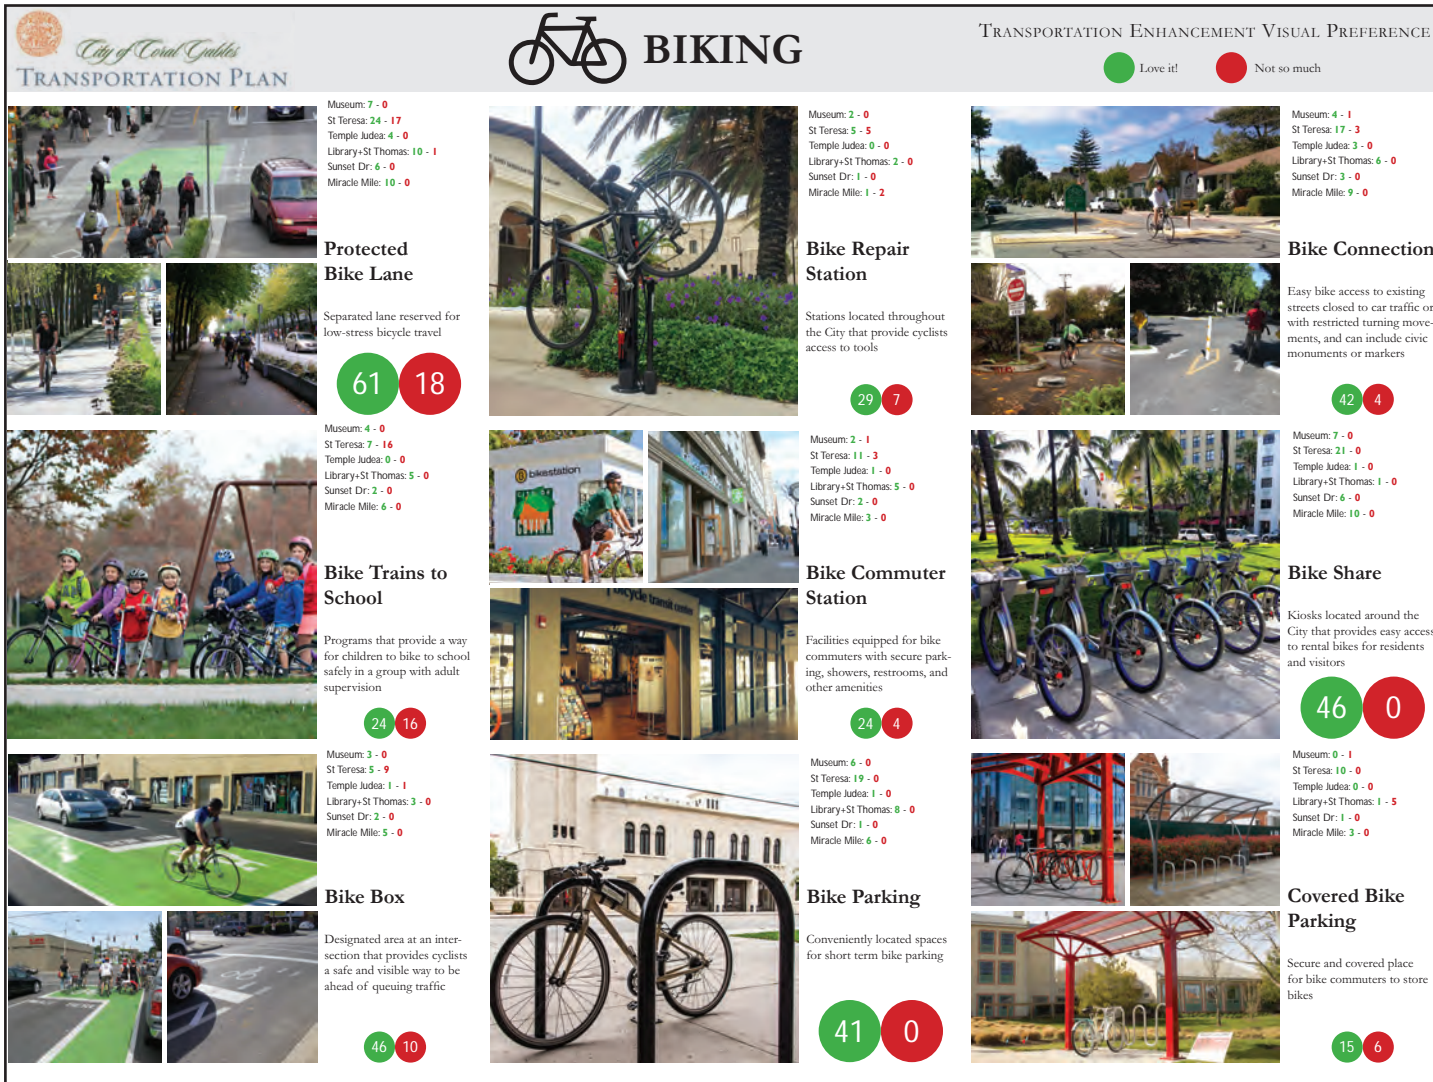 City of Coral Gables
TRANSPORTATION PLAN
BIKING
TRANSPORTATION ENHANCEMENT VISUAL PREFERENCE
Love it!
Not so much
Museum: 7 - 0
St Teresa: 24 - 17
Temple Judea: 4 - 0
Library+St Thomas: 10 - 1
Sunset Dr: 6 - 0
Miracle Mile: 10 - 0
Protected
Bike Lane
Separated lane reserved for
low-stress bicycle travel
61 18
Museum: 2 - 0
St Teresa: 5 - 5
Temple Judea: 0 - 0
Library+St Thomas: 2 - 0
Sunset Dr: 1 - 0
Miracle Mile: 1 - 2
Bike Repair
Station
Stations located throughout
the City that provide cyclists
access to tools
29 7
Museum: 4 - 1
St Teresa: 17 - 3
Temple Judea: 3 - 0
Library+St Thomas: 6 - 0
Sunset Dr: 3 - 0
Miracle Mile: 9 - 0
Bike Connection
Easy bike access to existing
streets closed to car traffic or
with restricted turning move-
ments, and can include civic
monuments or markers
42 4
Museum: 4 - 0
St Teresa: 7 - 16
Temple Judea: 0 - 0
Library+St Thomas: 5 - 0
Sunset Dr: 2 - 0
Miracle Mile: 6 - 0
Bike Trains to
School
Programs that provide a way
for children to bike to school
safely in a group with adult
supervision
24 16
bikestation
CITY OF
bicycle transit center
Museum: 2 - 1
St Teresa: 11 - 3
Temple Judea: 1 - 0
Library+St Thomas: 5 - 0
Sunset Dr: 2 - 0
Miracle Mile: 3 - 0
Bike Commuter
Station
Facilities equipped for bike
commuters with secure park-
ing, showers, restrooms, and
other amenities
24 4
Museum: 7 - 0
St Teresa: 21 - 0
Temple Judea: 1 - 0
Library+St Thomas: 1 - 0
Sunset Dr: 6 - 0
Miracle Mile: 10 - 0
Bike Share
Kiosks located around the
City that provides easy access
to rental bikes for residents
and visitors
46 0
Museum: 3 - 0
St Teresa: 5 - 9
Temple Judea: 1 - 1
Library+St Thomas: 3 - 0
Sunset Dr: 2 - 0
Miracle Mile: 5 - 0
Bike Box
Designated area at an inter-
section that provides cyclists
a safe and visible way to be
ahead of queuing traffic
46 10
Museum: 6 - 0
St Teresa: 19 - 0
Temple Judea: 1 - 0
Library+St Thomas: 8 - 0
Sunset Dr: 1 - 0
Miracle Mile: 6 - 0
Bike Parking
Conveniently located spaces
for short term bike parking
41 0
Museum: 0 - 1
St Teresa: 10 - 0
Temple Judea: 0 - 0
Library+St Thomas: 1 - 5
Sunset Dr: 1 - 0
Miracle Mile: 3 - 0
Covered Bike
Parking
Secure and covered place
for bike commuters to store
bikes
15 6